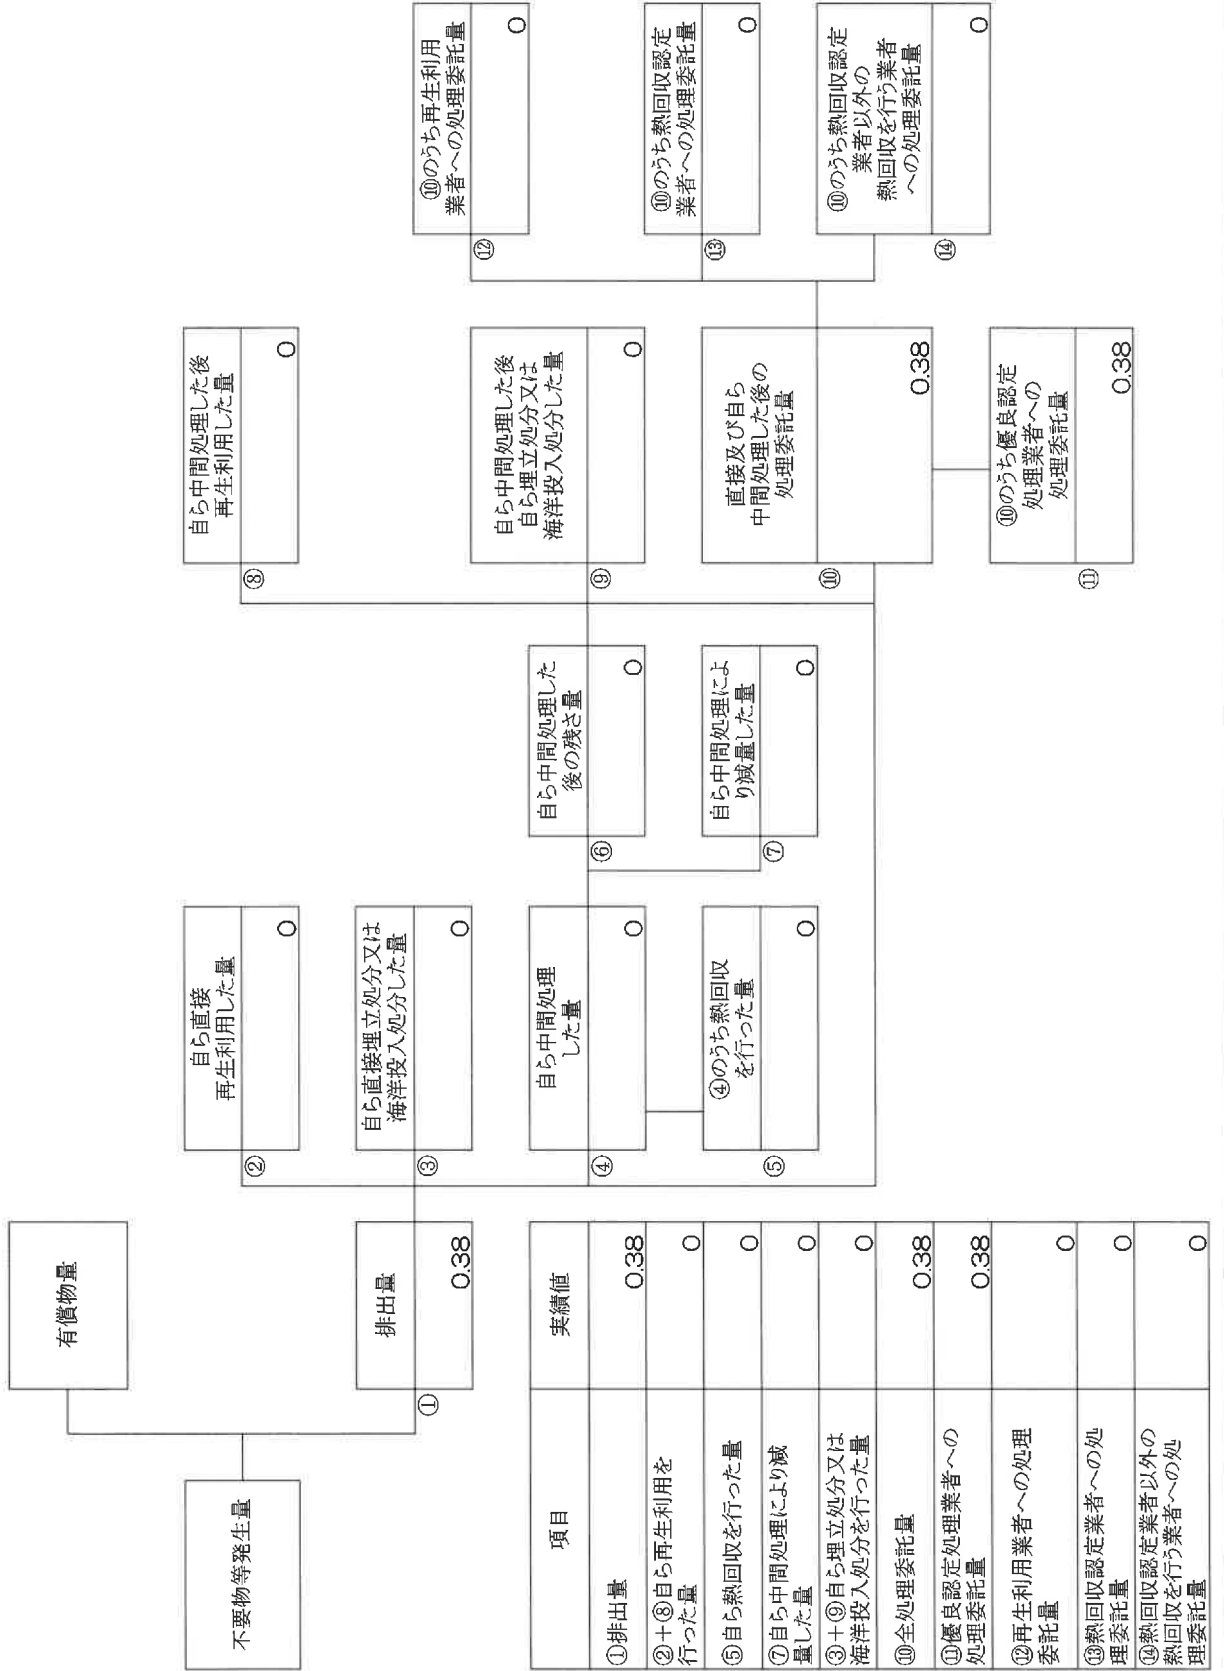 不要物等発生量
有償物量
①
排出量
0.38
②
自ら直接
再生利用した量
0
③
自ら直接埋立処分又は
海洋投入処分した量
0
④
自ら中間処理
した量
0
⑤
④のうち熱回収
を行った量
0
⑥
自ら中間処理した
後の残さ量
0
⑦
自ら中間処理によ
り減量した量
0
⑧
自ら中間処理した後
再生利用した量
0
⑨
自ら中間処理した後
自ら埋立処分又は
海洋投入処分した量
0
⑩
直接及び自ら
中間処理した後の
処理委託量
0.38
⑪
⑩のうち優良認定
処理業者への
処理委託量
0.38
⑫
⑩のうち再生利用
業者への処理委託量
0
⑬
⑩のうち熱回収認定
業者への処理委託量
0
⑭
⑩のうち熱回収認定
業者以外の
熱回収を行う業者
への処理委託量
0
項目
実績値
①排出量
0.38
②+⑧自ら再生利用を
行った量
0
⑤自ら熱回収を行った量
0
⑦自ら中間処理により減
量した量
0
③+⑨自ら埋立処分又は
海洋投入処分を行った量
0
⑩全処理委託量
0.38
⑪優良認定処理業者への
処理委託量
0.38
⑫再生利用業者への処理
委託量
0
⑬熱回収認定業者への処
理委託量
0
⑭熱回収認定業者以外の
熱回収を行う業者への処
理委託量
0